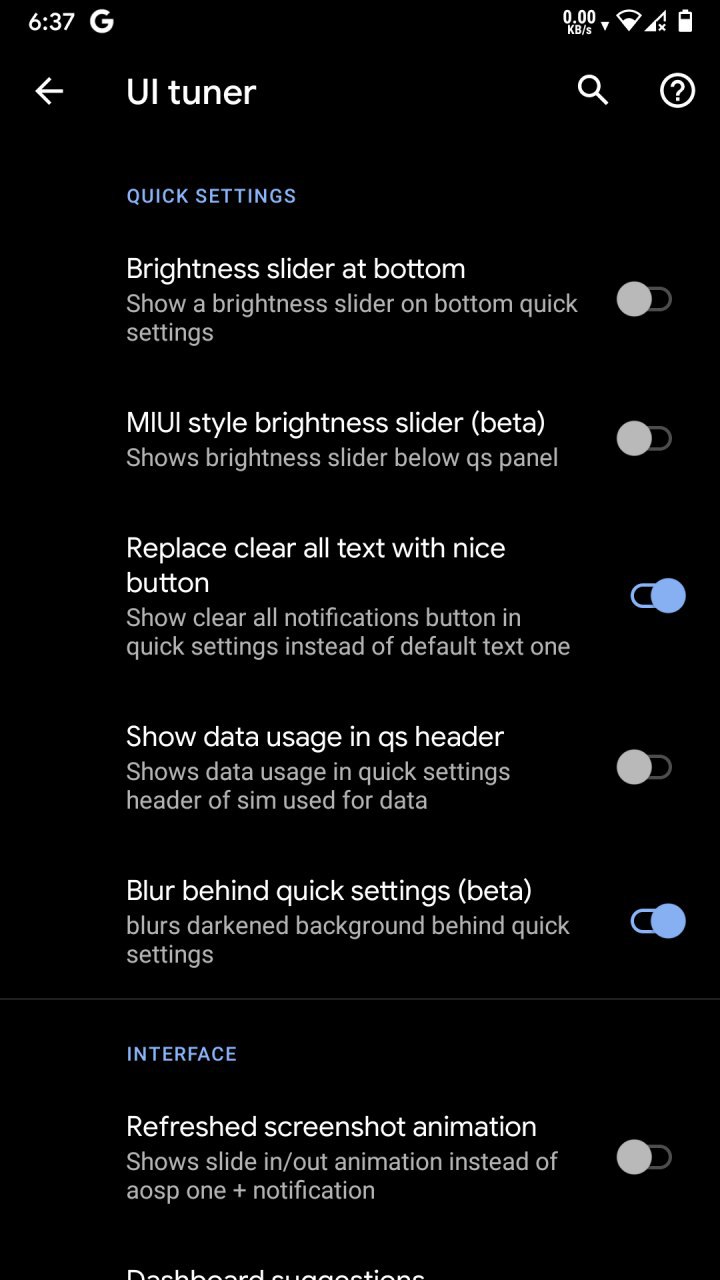 6:37 G 0.00 KB/s
UI tuner
QUICK SETTINGS
Brightness slider at bottom
Show a brightness slider on bottom quick
settings
MIUI style brightness slider (beta)
Shows brightness slider below qs panel
Replace clear all text with nice
button
Show clear all notifications button in
quick settings instead of default text one
Show data usage in qs header
Shows data usage in quick settings
header of sim used for data
Blur behind quick settings (beta)
blurs darkened background behind quick
settings
INTERFACE
Refreshed screenshot animation
Shows slide in/out animation instead of
aosp one + notification
Dashboard suggestions